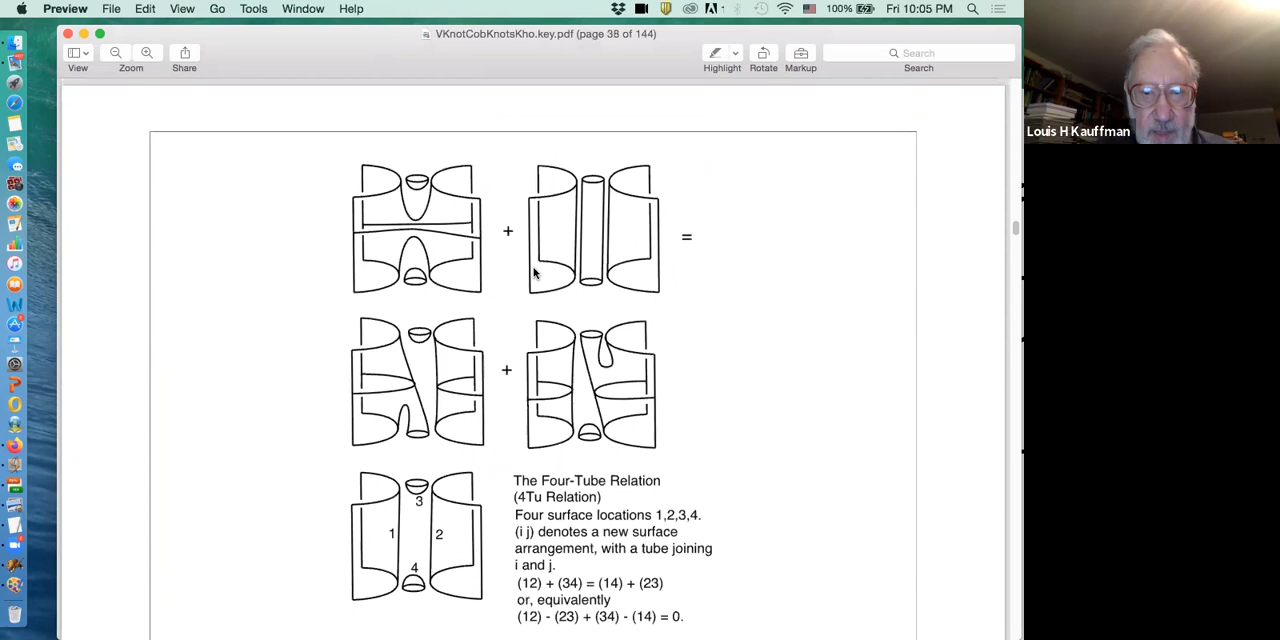 Preview File Edit View Go Tools Window Help
1 100% Fri 10:05 PM
VKnotCobKnotsKho.key.pdf (page 38 of 144)
View Zoom Share Highlight Rotate Markup Search
Search
Louis H Kauffman
+ =
+
3
1 2
4
The Four-Tube Relation
(4Tu Relation)
Four surface locations 1,2,3,4.
(i j) denotes a new surface
arrangement, with a tube joining
i and j.
(12) + (34) = (14) + (23)
or, equivalently
(12) - (23) + (34) - (14) = 0.